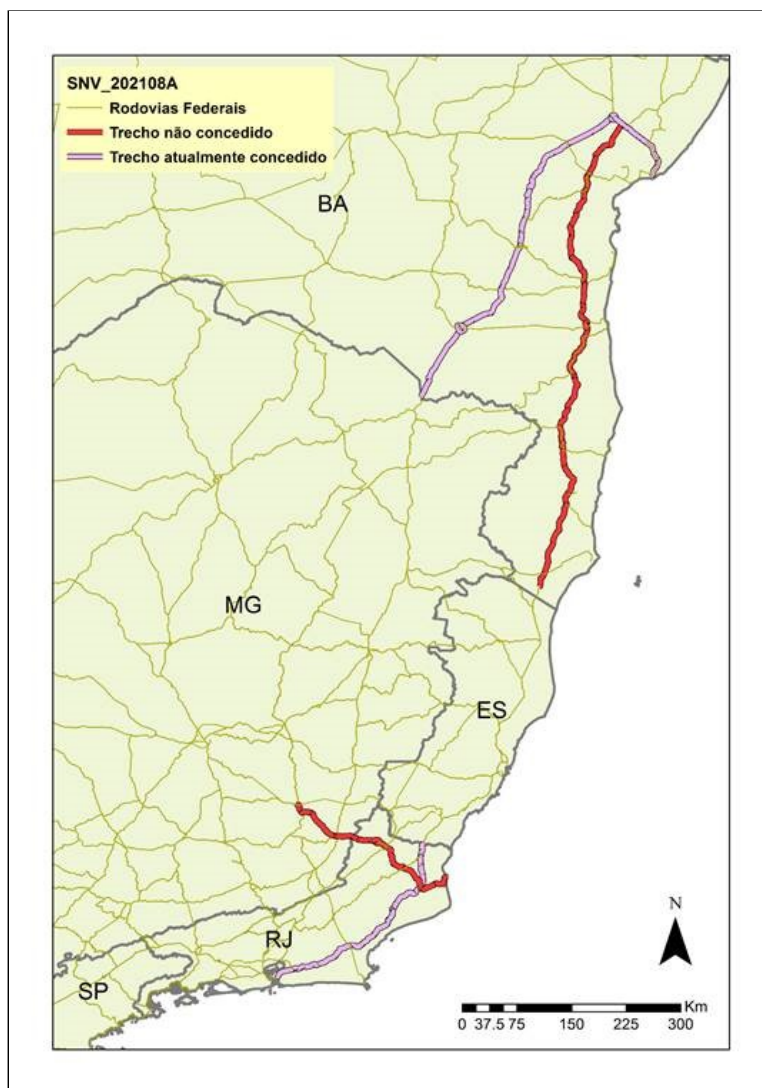 SNV_202108A
Rodovias Federais
Trecho não concedido
Trecho atualmente concedido
BA
MG
ES
RJ
SP
N
Km
0 37.5 75 150 225 300